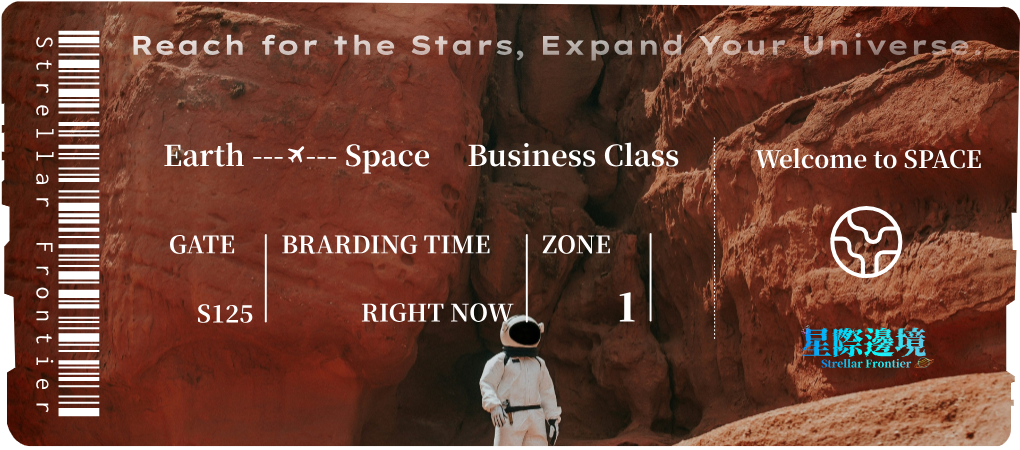 Reach for the Stars, Expand Your Universe.
Strellar Frontier
Earth ------ Space
Business Class
Welcome to SPACE
GATE
BRARDING TIME
ZONE
S125
RIGHT NOW
1
星際邊境
Strellar Frontier